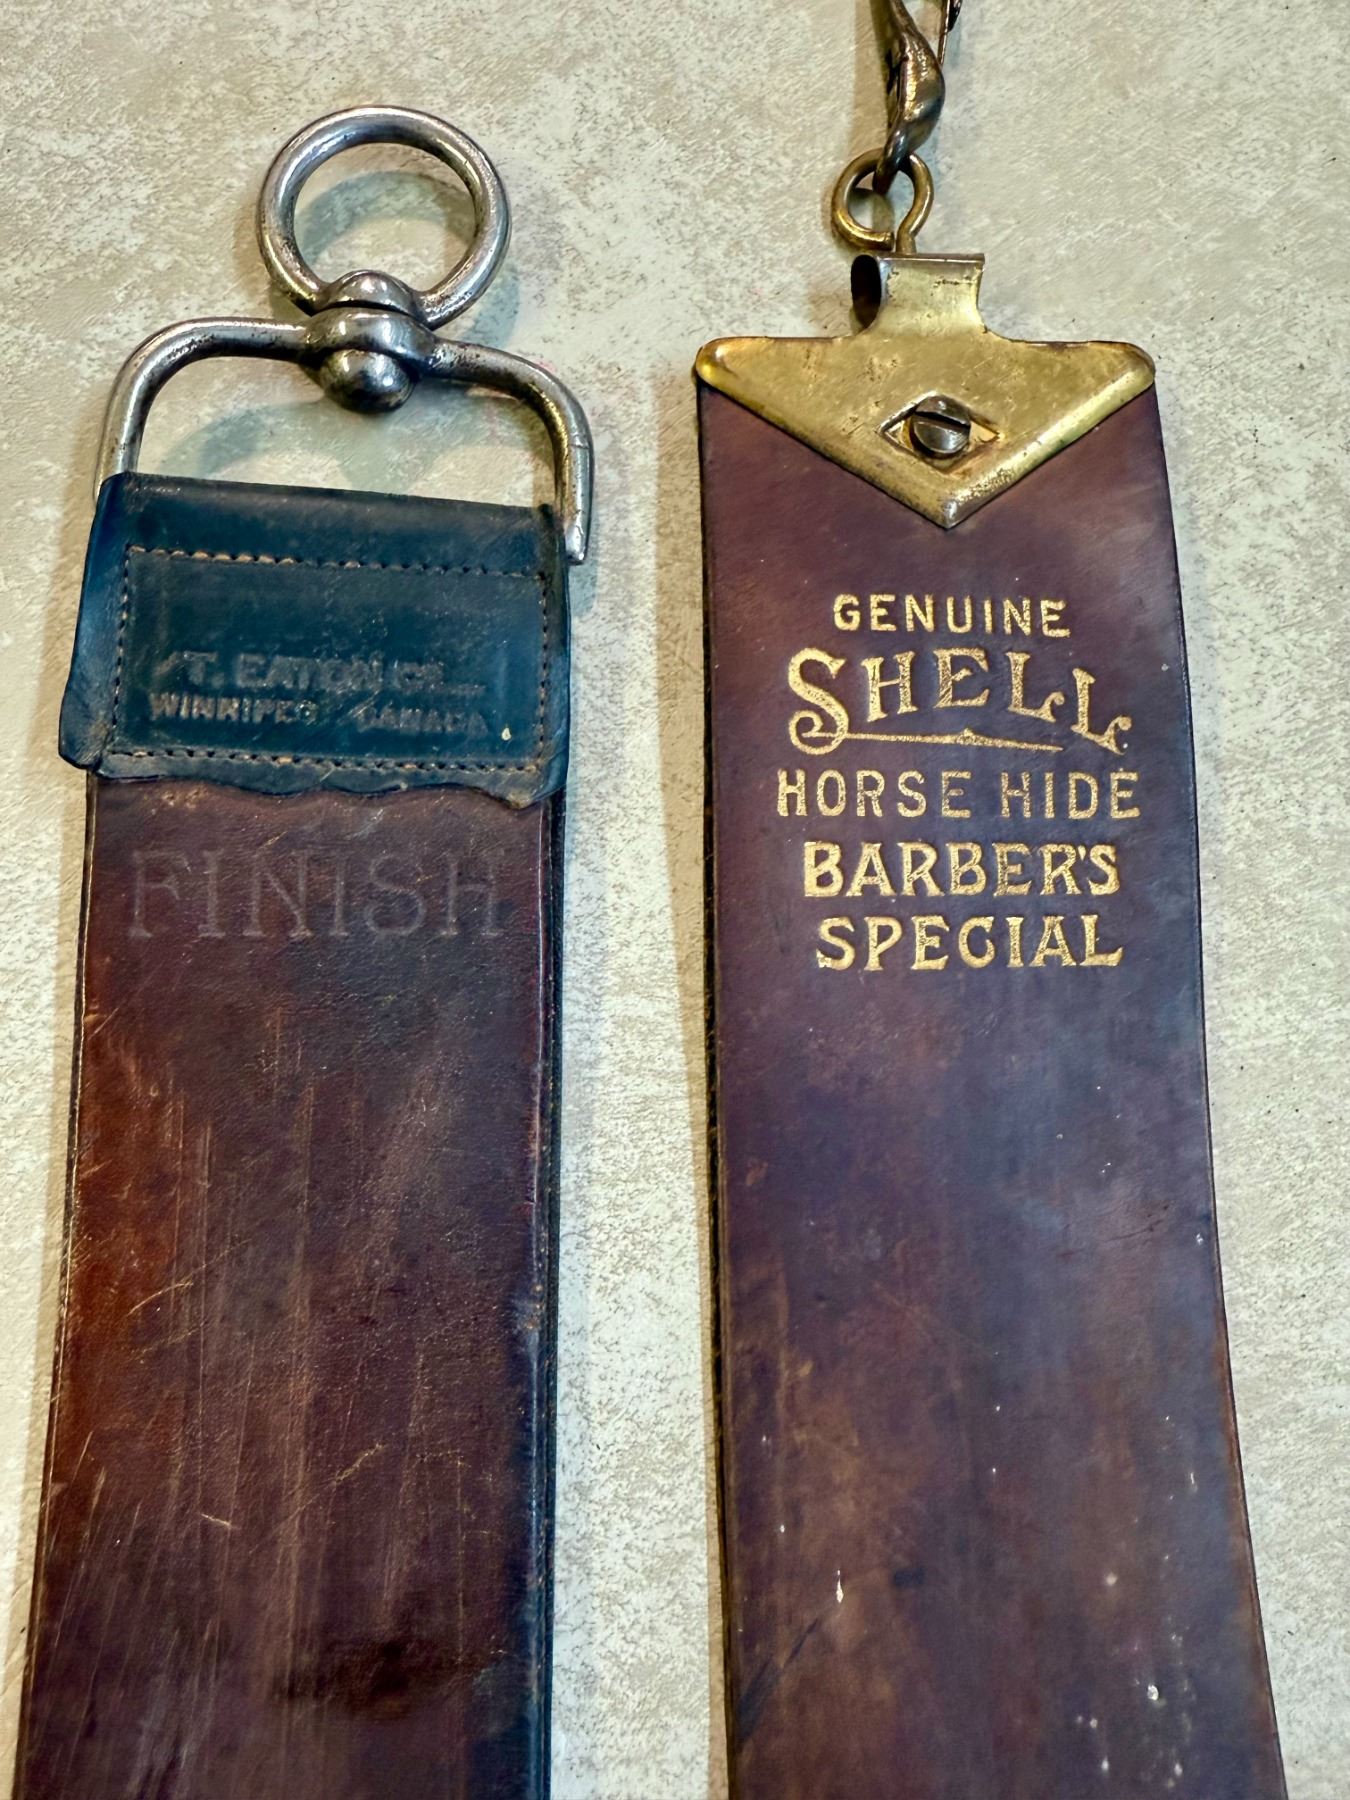 T. EATON CO.
WINNIPEG CANADA
FINISH
GENUINE
SHELL
HORSE HIDE
BARBER'S
SPECIAL